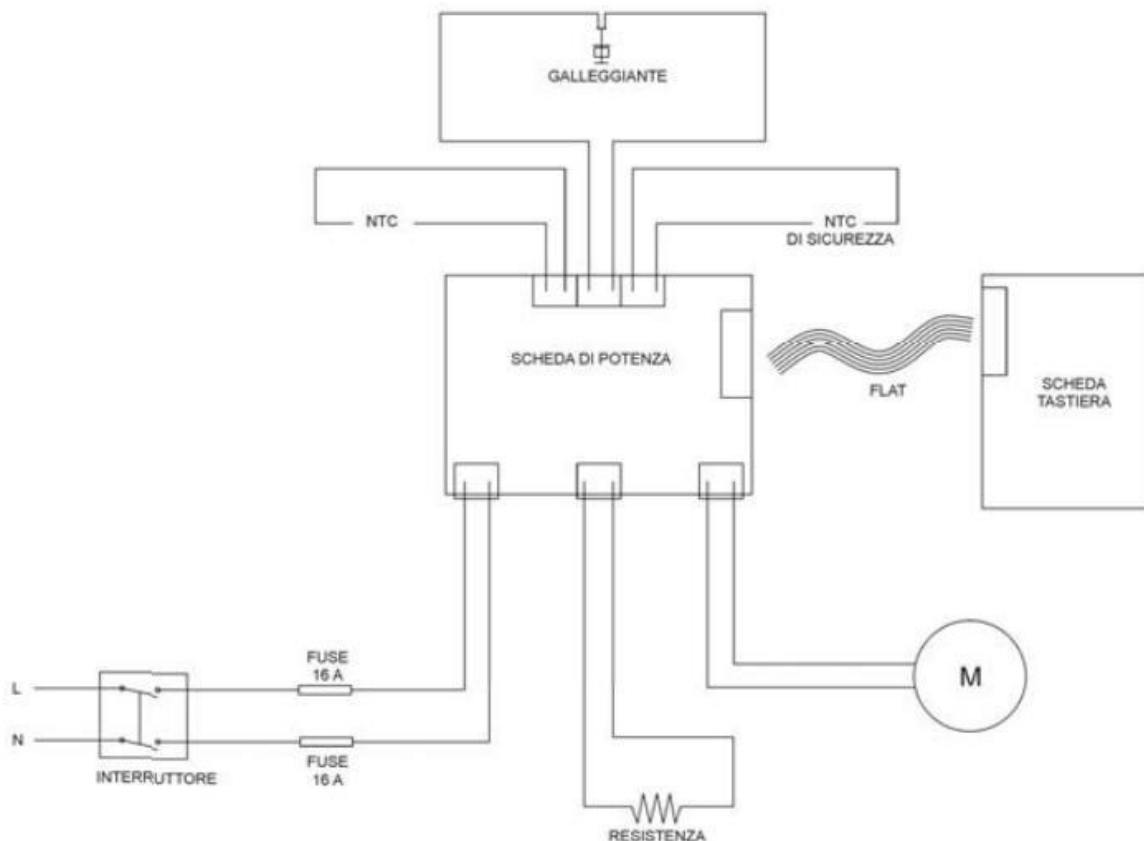 GALLEGGIANTE
NTC
NTC
DI SICUREZZA
SCHEDA DI POTENZA
FLAT
SCHEDA
TASTIERA
FUSE
16 A
L
N
FUSE
16 A
INTERRUTTORE
M
RESISTENZA